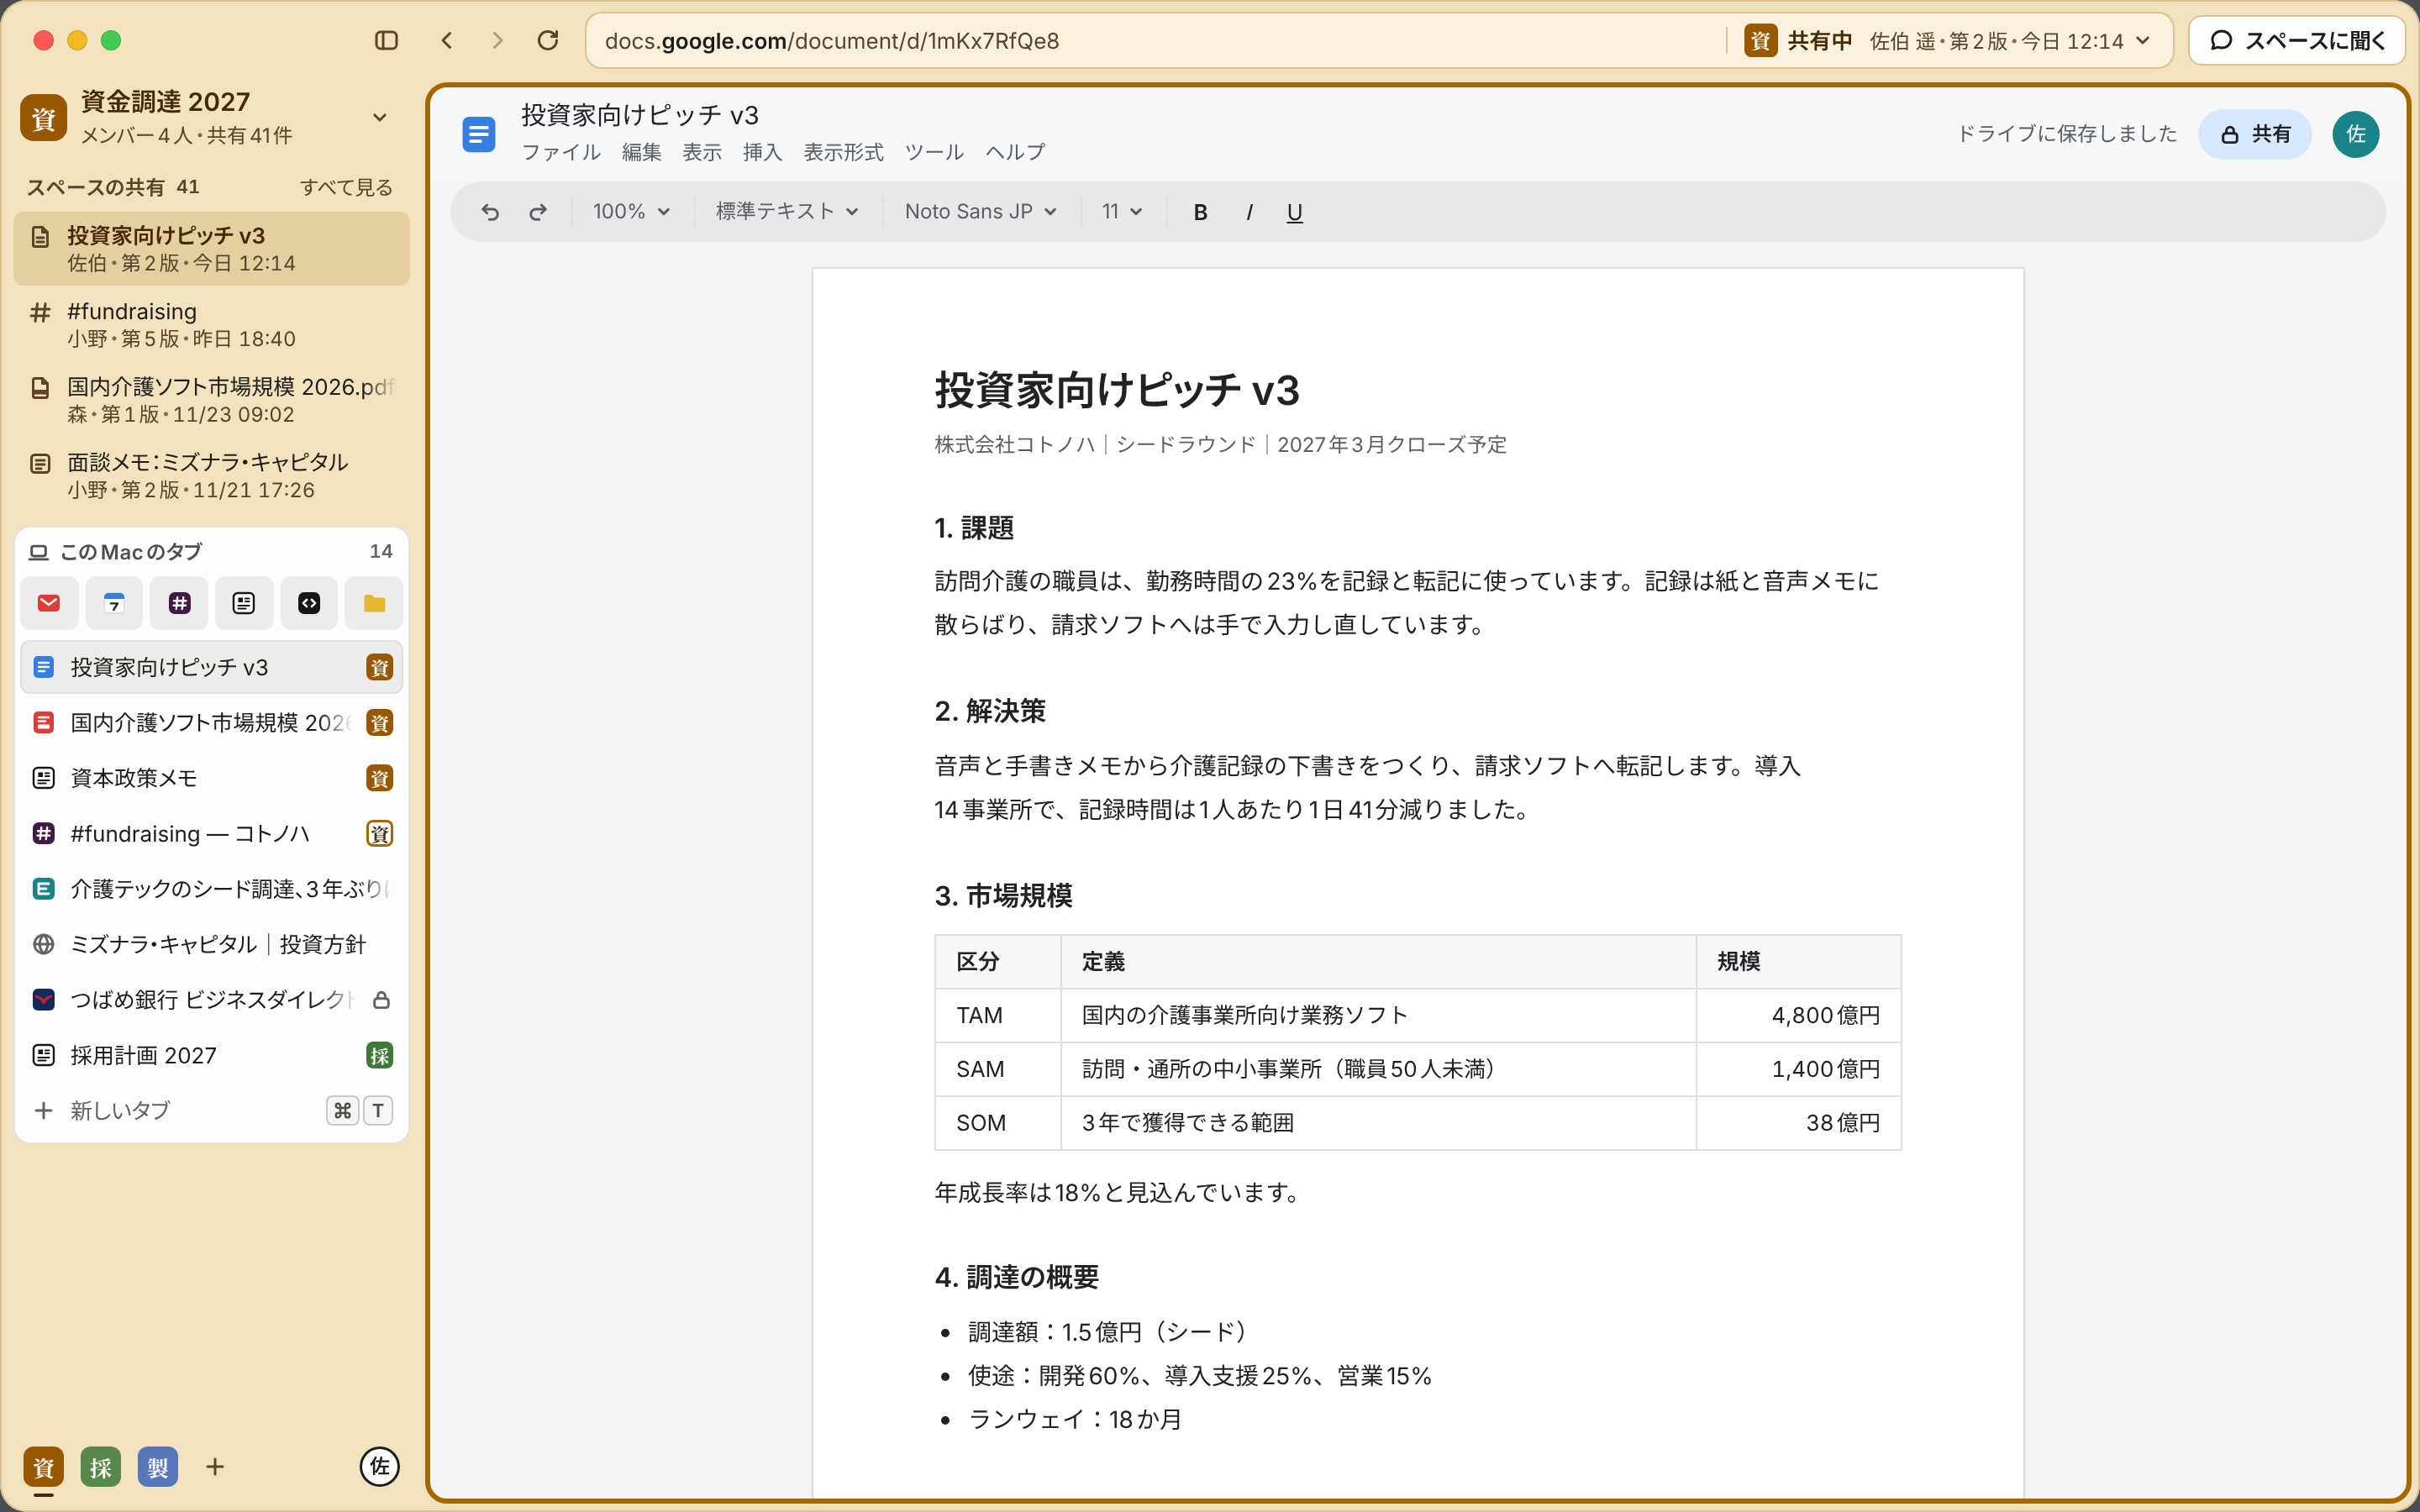 docs.google.com/document/d/1mKx7RfQe8
資 共有中 佐伯 遥・第2版・今日 12:14
スペースに聞く
資
資金調達 2027
メンバー4人・共有41件
スペースの共有 41 すべて見る
投資家向けピッチ v3
佐伯・第2版・今日 12:14
#fundraising
小野・第5版・昨日 18:40
国内介護ソフト市場規模 2026.pdf
森・第1版・11/23 09:02
面談メモ：ミズナラ・キャピタル
小野・第2版・11/21 17:26
このMacのタブ 14
7
投資家向けピッチ v3 資
国内介護ソフト市場規模 2026 資
資本政策メモ 資
#fundraising — コトノハ 資
介護テックのシード調達、3年ぶり
ミズナラ・キャピタル｜投資方針
つばめ銀行 ビジネスダイレクト
採用計画 2027 採
新しいタブ ⌘ T
資 採 製 + 佐
投資家向けピッチ v3
ファイル 編集 表示 挿入 表示形式 ツール ヘルプ
ドライブに保存しました
共有
佐
100% 標準テキスト Noto Sans JP 11 B I U
投資家向けピッチ v3
株式会社コトノハ｜シードラウンド｜2027年3月クローズ予定
1. 課題
訪問介護の職員は、勤務時間の23%を記録と転記に使っています。記録は紙と音声メモに
散らばり、請求ソフトへは手で入力し直しています。
2. 解決策
音声と手書きメモから介護記録の下書きをつくり、請求ソフトへ転記します。導入
14事業所で、記録時間は1人あたり1日41分減りました。
3. 市場規模
区分 定義 規模
TAM 国内の介護事業所向け業務ソフト 4,800億円
SAM 訪問・通所の中小事業所（職員50人未満） 1,400億円
SOM 3年で獲得できる範囲 38億円
年成長率は18%と見込んでいます。
4. 調達の概要
• 調達額：1.5億円（シード）
• 使途：開発60%、導入支援25%、営業15%
• ランウェイ：18か月